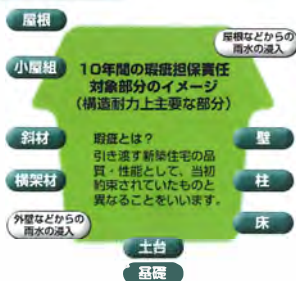 屋根
屋根などからの
雨水の浸入
小屋組
10年間の瑕疵担保責任
対象部分のイメージ
（構造耐力上主要な部分）
斜材
瑕疵とは？
引き渡す新築住宅の品
質・性能として、当初
約束されていたものと
異なることをいいます。
壁
横架材
柱
外壁などからの
雨水の浸入
床
土台
基礎